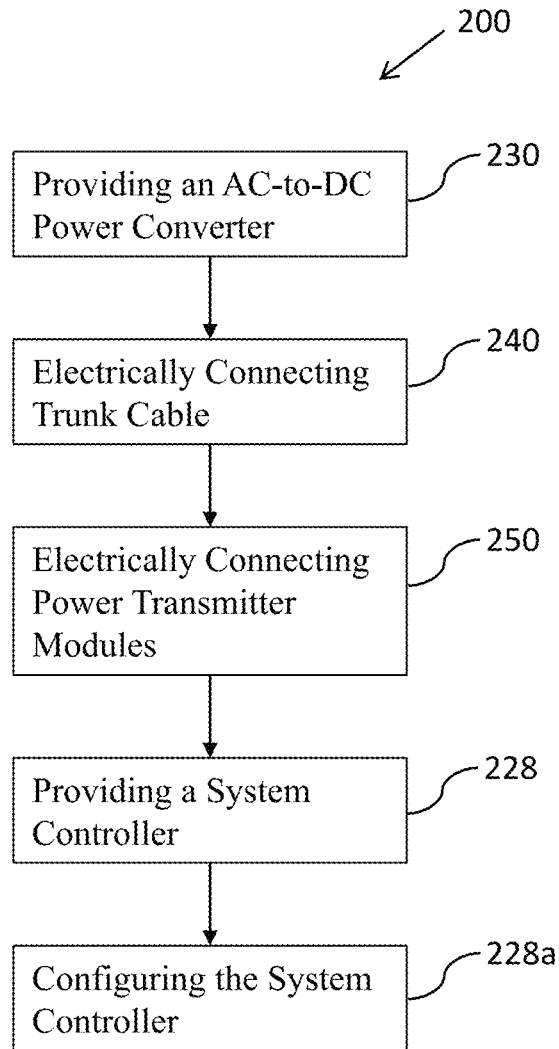 200
Providing an AC-to-DC
Power Converter
230
Electrically Connecting
Trunk Cable
240
Electrically Connecting
Power Transmitter
Modules
250
Providing a System
Controller
228
Configuring the System
Controller
228a